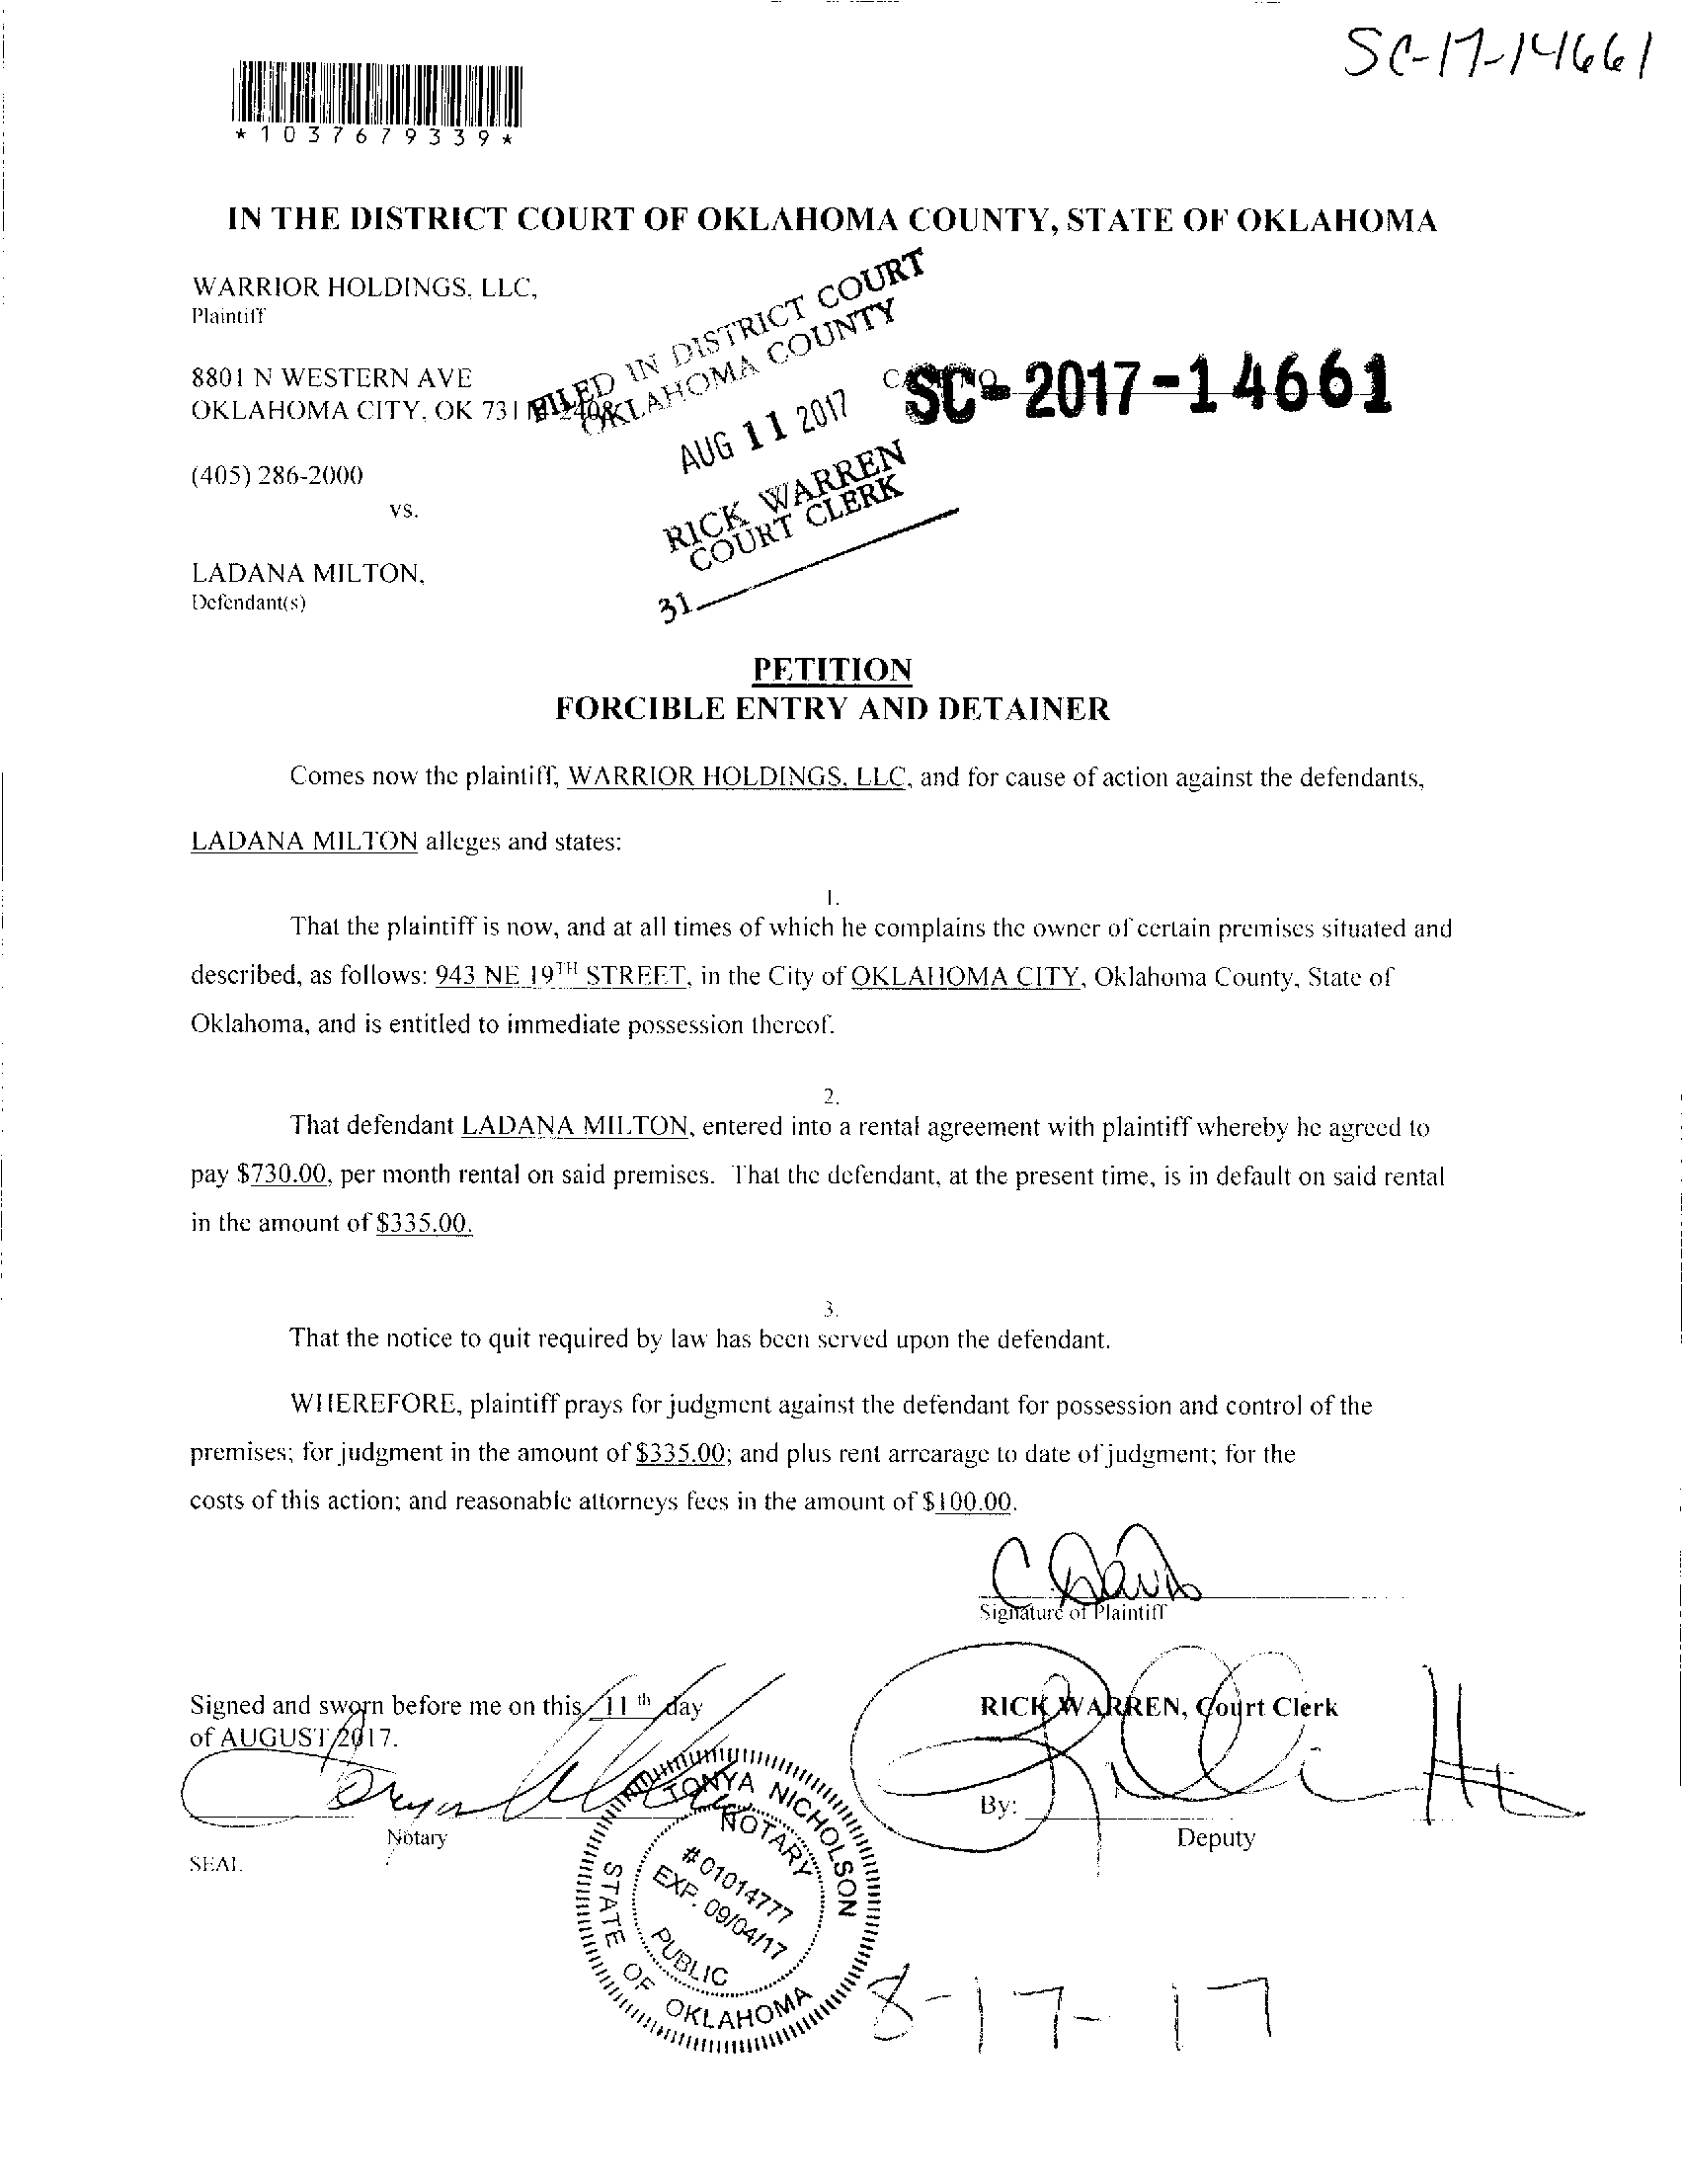 SC-17-14661
*1037679339*
IN THE DISTRICT COURT OF OKLAHOMA COUNTY, STATE OF OKLAHOMA
WARRIOR HOLDINGS, LLC,
Plaintiff
FILED IN DISTRICT COURT
OKLAHOMA COUNTY
8801 N WESTERN AVE
OKLAHOMA CITY, OK
SC-2017-14661
AUG 11 2017
(405) 286-2000
RICK WARREN
COURT CLERK
vs.
31
LADANA MILTON,
Defendant(s)
PETITION
FORCIBLE ENTRY AND DETAINER
Comes now the plaintiff, WARRIOR HOLDINGS, LLC, and for cause of action against the defendants,
LADANA MILTON alleges and states:
1.
That the plaintiff is now, and at all times of which he complains the owner of certain premises situated and
described, as follows: 943 NE 19TH STREET, in the City of OKLAHOMA CITY, Oklahoma County, State of
Oklahoma, and is entitled to immediate possession thereof.
2.
That defendant LADANA MILTON, entered into a rental agreement with plaintiff whereby he agreed to
pay $730.00, per month rental on said premises. That the defendant, at the present time, is in default on said rental
in the amount of $335.00.
3.
That the notice to quit required by law has been served upon the defendant.
WHEREFORE, plaintiff prays for judgment against the defendant for possession and control of the
premises; for judgment in the amount of $335.00; and plus rent arrearage to date of judgment; for the
costs of this action; and reasonable attorneys fees in the amount of $100.00.
Signature of Plaintiff
Signed and sworn before me on this 11 th day
of AUGUST 2017.
RICK WARREN, Court Clerk
By:
Notary
Deputy
SEAL
TONYA NICHOLSON
NOTARY
# 01014777
EXP. 09/04/17
PUBLIC
STATE OF OKLAHOMA
8-17-17